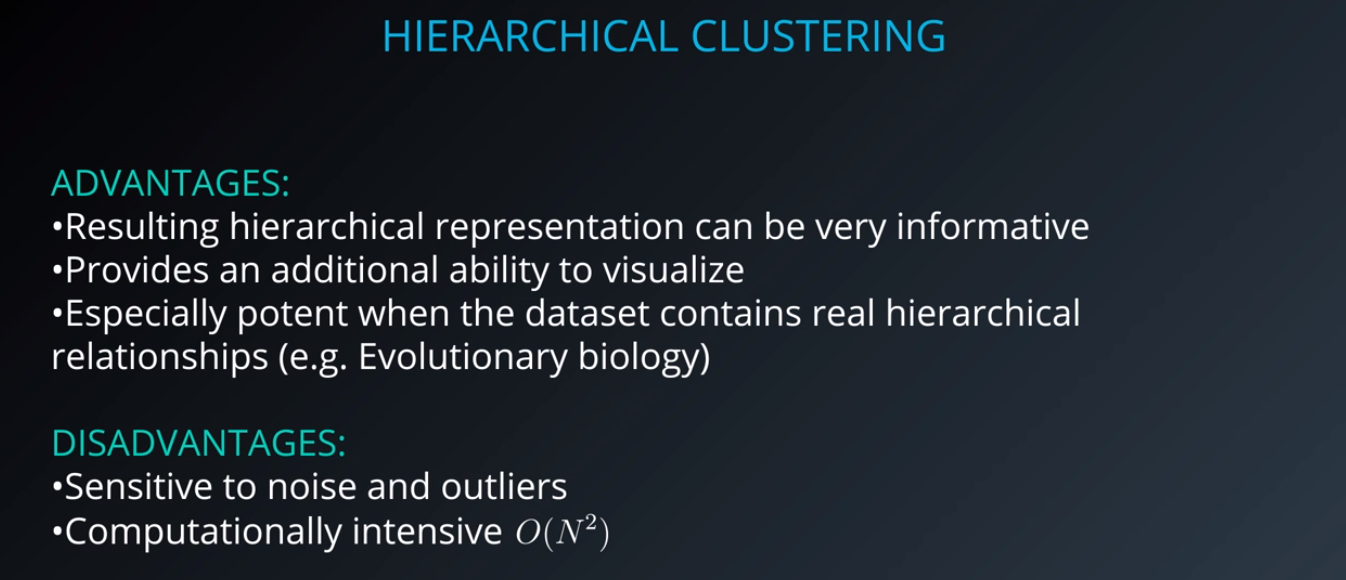 HIERARCHICAL CLUSTERING
ADVANTAGES:
•Resulting hierarchical representation can be very informative
•Provides an additional ability to visualize
•Especially potent when the dataset contains real hierarchical
relationships (e.g. Evolutionary biology)
DISADVANTAGES:
•Sensitive to noise and outliers
•Computationally intensive O(N²)